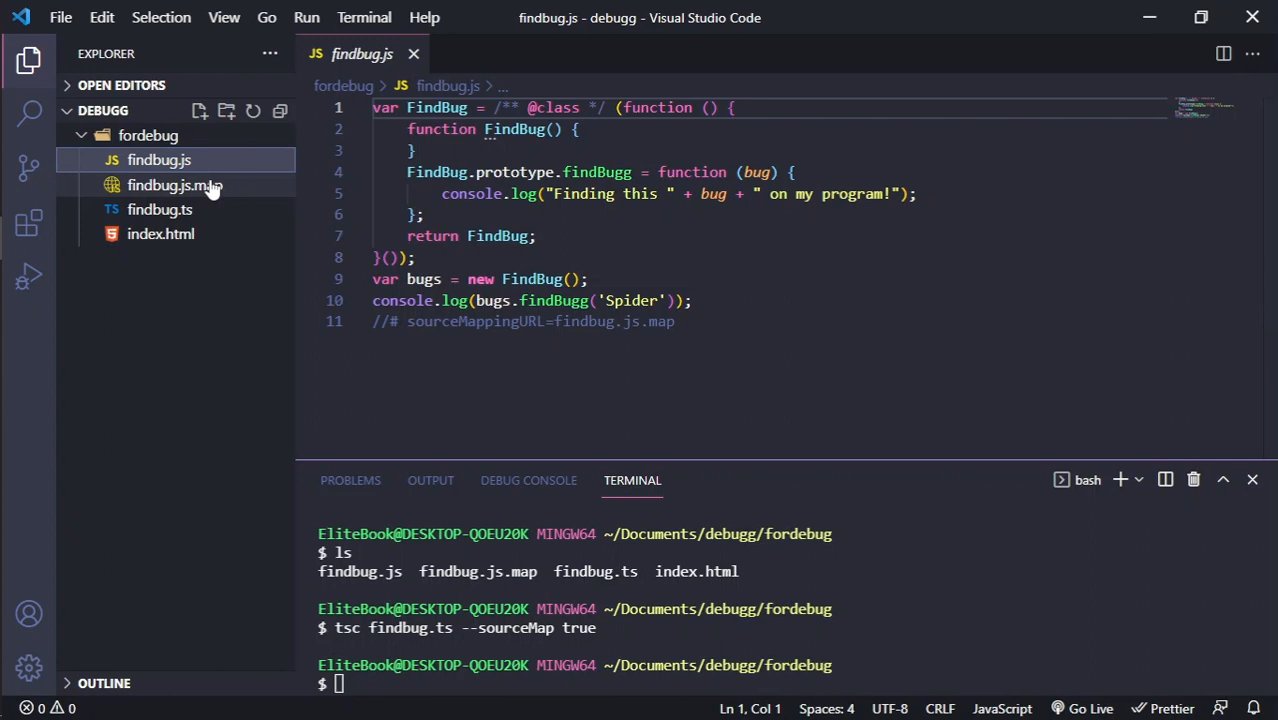 File Edit Selection View Go Run Terminal Help
findbug.js - debugg - Visual Studio Code
EXPLORER
OPEN EDITORS
DEBUGG
fordebug
JS findbug.js
findbug.js.map
TS findbug.ts
index.html
OUTLINE
JS findbug.js
fordebug > JS findbug.js > ...
1 var FindBug = /** @class */ (function () {
2 function FindBug() {
3 }
4 FindBug.prototype.findBugg = function (bug) {
5 console.log("Finding this " + bug + " on my program!");
6 };
7 return FindBug;
8 }());
9 var bugs = new FindBug();
10 console.log(bugs.findBugg('Spider'));
11 //# sourceMappingURL=findbug.js.map
PROBLEMS OUTPUT DEBUG CONSOLE TERMINAL
bash
EliteBook@DESKTOP-QOEU20K MINGW64 ~/Documents/debugg/fordebug
$ ls
findbug.js findbug.js.map findbug.ts index.html
EliteBook@DESKTOP-QOEU20K MINGW64 ~/Documents/debugg/fordebug
$ tsc findbug.ts --sourceMap true
EliteBook@DESKTOP-QOEU20K MINGW64 ~/Documents/debugg/fordebug
$
0 0 Ln 1, Col 1 Spaces: 4 UTF-8 CRLF JavaScript Go Live Prettier